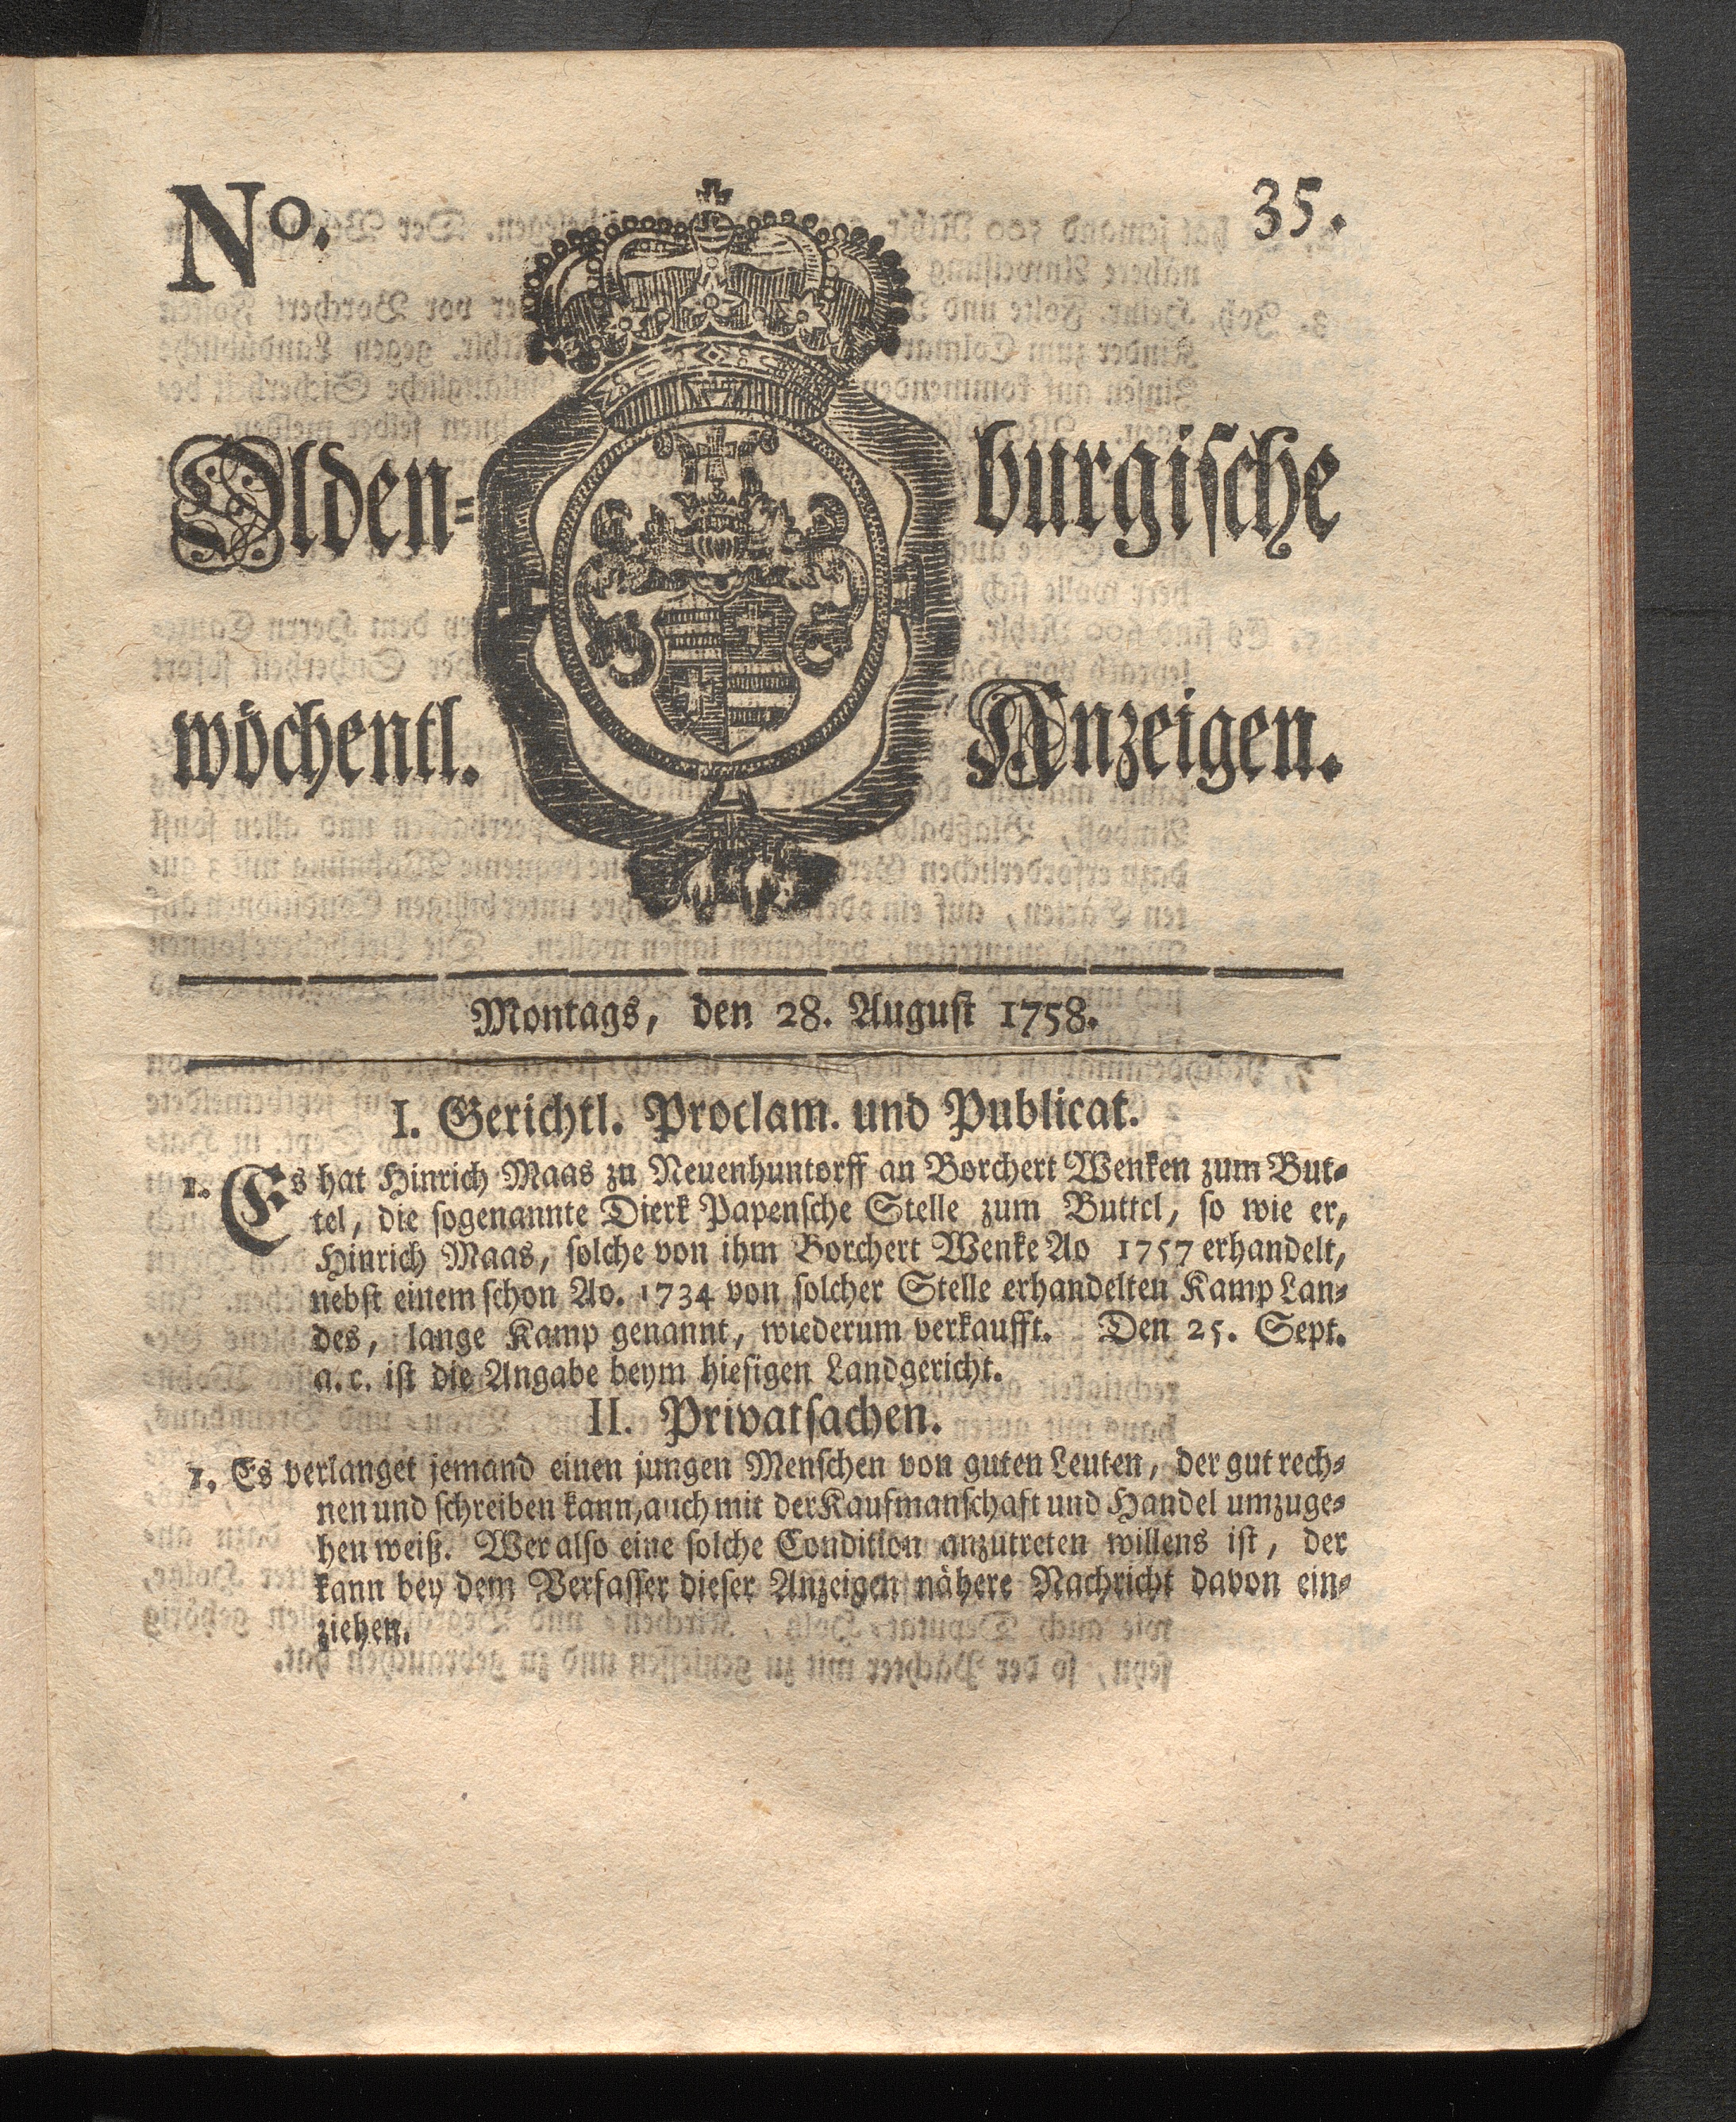 No. 35.
Olden= burgische
wöchentl. Anzeigen.
Montags, den 28. August 1758.
I. Gerichtl. Proclam. und Publicat.
1. Es hat Hinrich Maas zu Neuenhuntorff an Borchert Wenken zum But=
tel, die sogenannte Dierk Papensche Stelle zum Buttel, so wie er,
Hinrich Maas, solche von ihm Borchert Wenke Ao 1757 erhandelt,
nebst einem schon Ao. 1734 von solcher Stelle erhandelten Kamp Lan=
des, lange Kamp genannt, wiederum verkaufft. Den 25. Sept.
a. c. ist die Angabe beym hiesigen Landgericht.
II. Privatsachen.
1. Es verlanget jemand einen jungen Menschen von guten Leuten, der gut rech=
nen und schreiben kann, auch mit der Kaufmanschaft und Handel umzuge=
hen weiß. Wer also eine solche Condition anzutreten willens ist, der
kann bey dem Verfasser dieser Anzeigen nähere Nachricht davon ein=
ziehen.